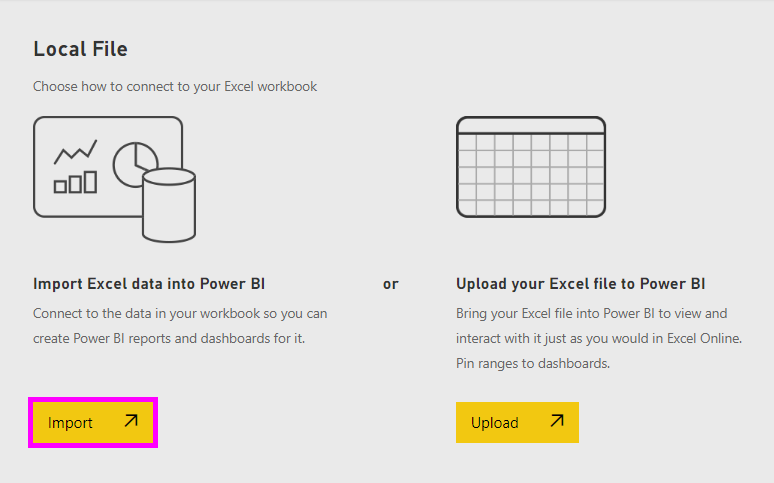 Local File
Choose how to connect to your Excel workbook
Import Excel data into Power BI
Connect to the data in your workbook so you can
create Power BI reports and dashboards for it.
Import
or
Upload your Excel file to Power BI
Bring your Excel file into Power BI to view and
interact with it just as you would in Excel Online.
Pin ranges to dashboards.
Upload